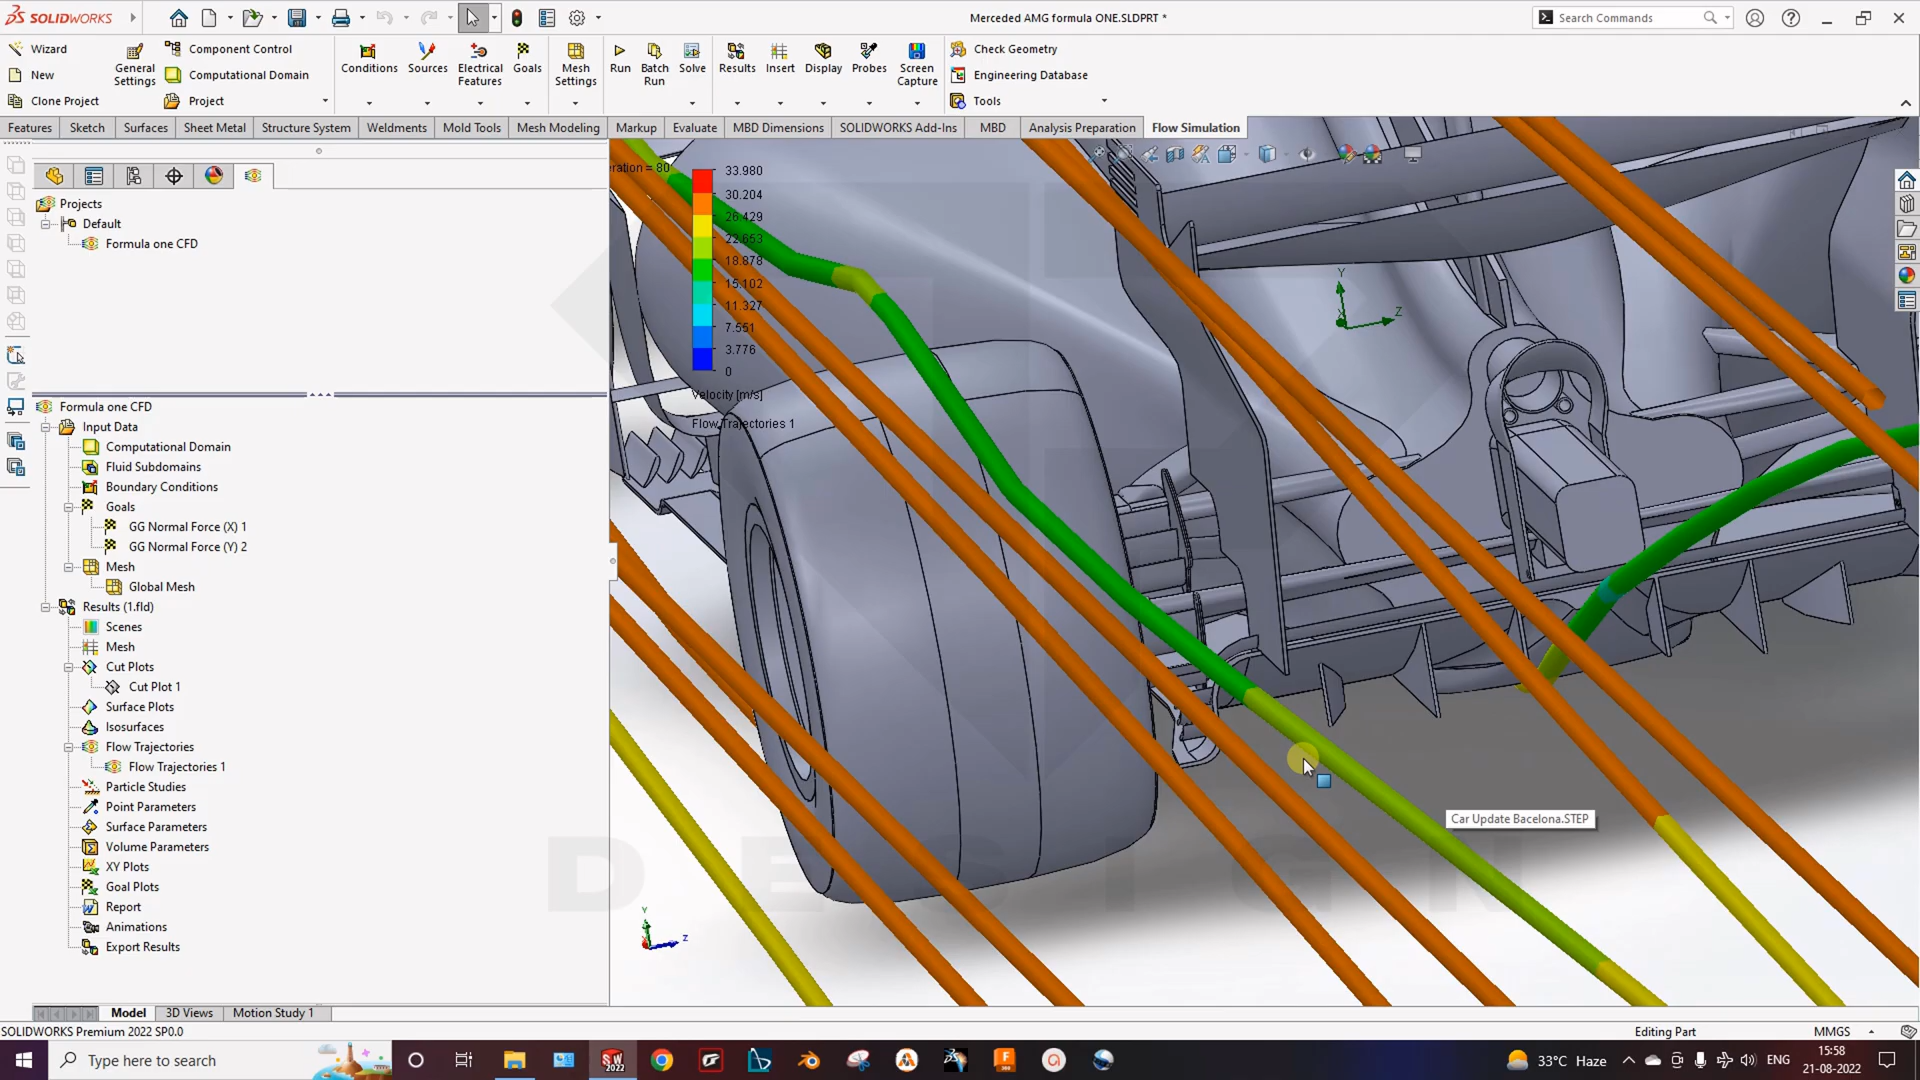 SOLIDWORKS
Merceded AMG formula ONE.SLDPRT *
Search Commands
Wizard
New
Clone Project
General
Settings
Component Control
Computational Domain
Project
Conditions
Sources
Electrical
Features
Goals
Mesh
Settings
Run
Batch
Run
Solve
Results
Insert
Display
Probes
Screen
Capture
Check Geometry
Engineering Database
Tools
Features
Sketch
Surfaces
Sheet Metal
Structure System
Weldments
Mold Tools
Mesh Modeling
Markup
Evaluate
MBD Dimensions
SOLIDWORKS Add-Ins
MBD
Analysis Preparation
Flow Simulation
Projects
Default
Formula one CFD
Formula one CFD
Input Data
Computational Domain
Fluid Subdomains
Boundary Conditions
Goals
GG Normal Force (X) 1
GG Normal Force (Y) 2
Mesh
Global Mesh
Results (1.fld)
Scenes
Mesh
Cut Plots
Cut Plot 1
Surface Plots
Isosurfaces
Flow Trajectories
Flow Trajectories 1
Particle Studies
Point Parameters
Surface Parameters
Volume Parameters
XY Plots
Goal Plots
Report
Animations
Export Results
ration = 80
33.980
30.204
26.429
22.653
18.878
15.102
11.327
7.551
3.776
0
Velocity [m/s]
Flow Trajectories 1
Y
Z
Car Update Bacelona.STEP
DESIGN
Y
Z
Model
3D Views
Motion Study 1
SOLIDWORKS Premium 2022 SP0.0
Editing Part
MMGS
Type here to search
33°C Haze
ENG
15:58
21-08-2022